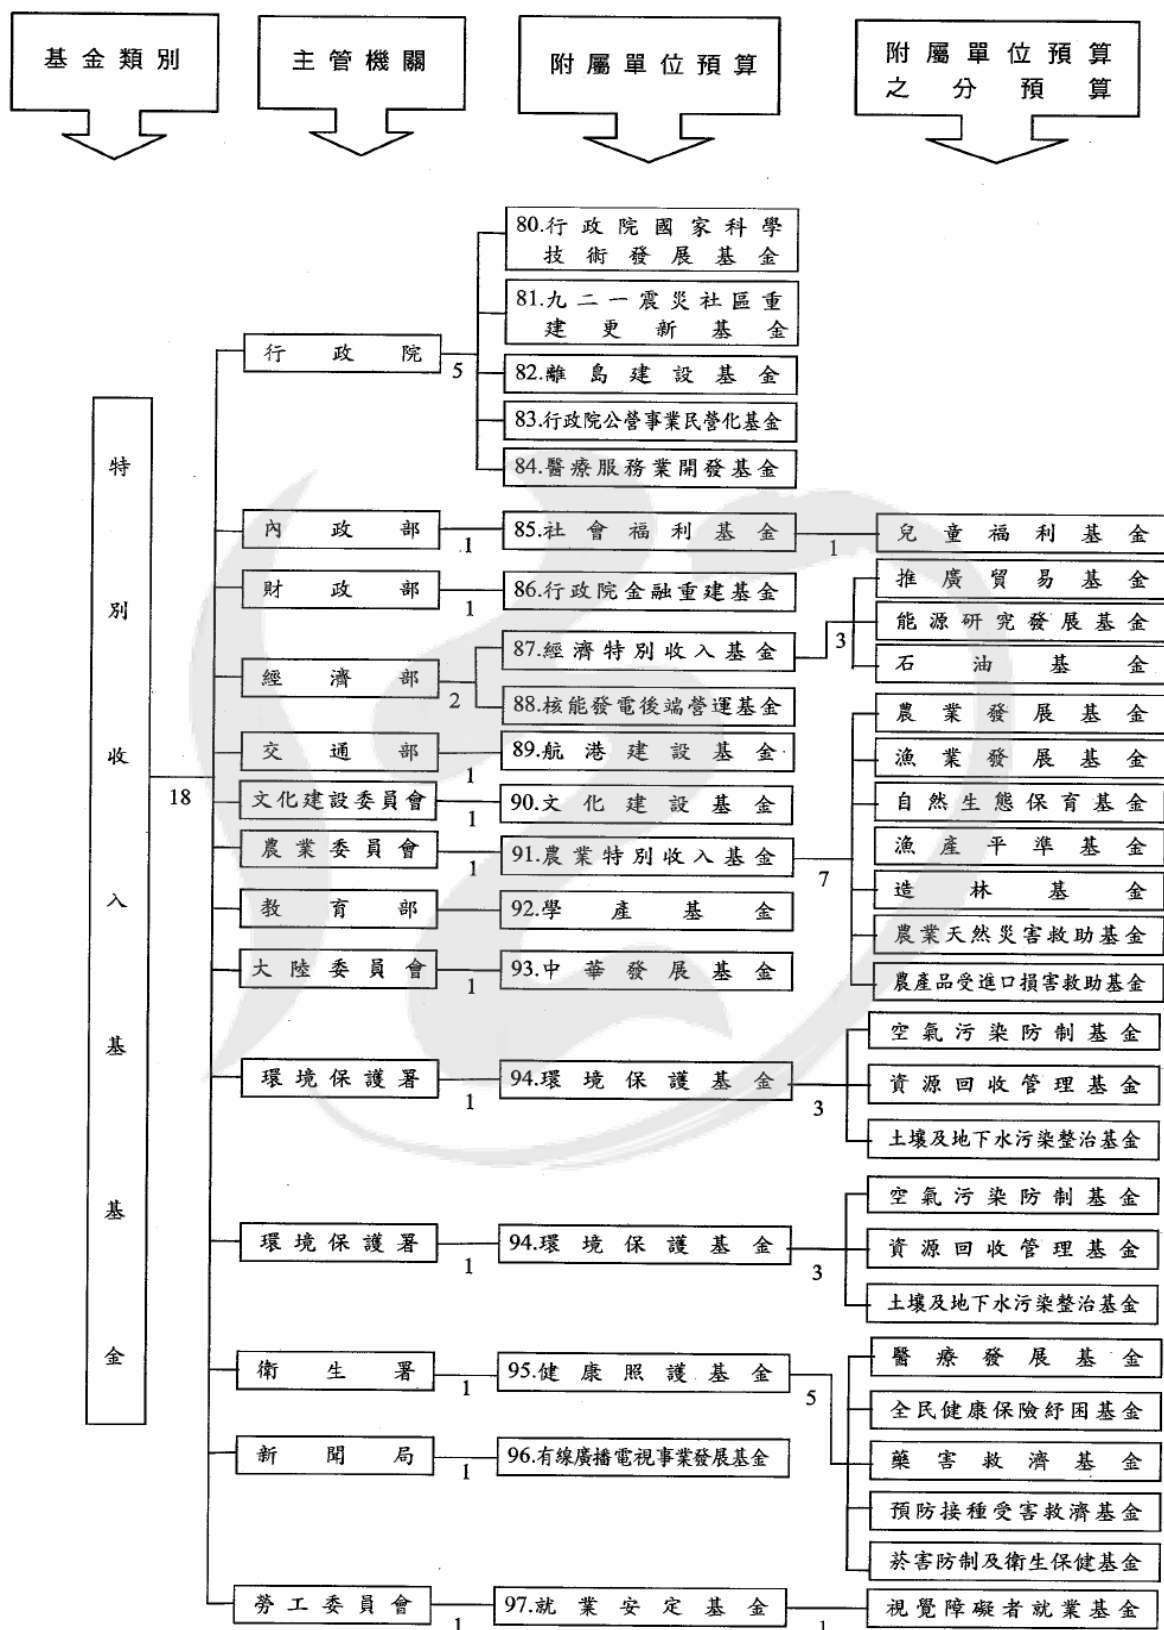 基金類別
主管機關
附屬單位預算
附屬單位預算
之分預算
特別收入基金
18
行政院
5
80.行政院國家科學
技術發展基金
81.九二一震災社區重
建更新基金
82.離島建設基金
83.行政院公營事業民營化基金
84.醫療服務業開發基金
內政部
1
85.社會福利基金
1
兒童福利基金
財政部
1
86.行政院金融重建基金
經濟部
2
87.經濟特別收入基金
3
推廣貿易基金
能源研究發展基金
石油基金
88.核能發電後端營運基金
交通部
1
89.航港建設基金
文化建設委員會
1
90.文化建設基金
農業委員會
1
91.農業特別收入基金
7
農業發展基金
漁業發展基金
自然生態保育基金
漁產平準基金
造林基金
農業天然災害救助基金
農產品受進口損害救助基金
教育部
92.學產基金
大陸委員會
1
93.中華發展基金
環境保護署
1
94.環境保護基金
3
空氣污染防制基金
資源回收管理基金
土壤及地下水污染整治基金
環境保護署
1
94.環境保護基金
3
空氣污染防制基金
資源回收管理基金
土壤及地下水污染整治基金
衛生署
1
95.健康照護基金
5
醫療發展基金
全民健康保險紓困基金
藥害救濟基金
預防接種受害救濟基金
菸害防制及衛生保健基金
新聞局
1
96.有線廣播電視事業發展基金
勞工委員會
1
97.就業安定基金
1
視覺障礙者就業基金